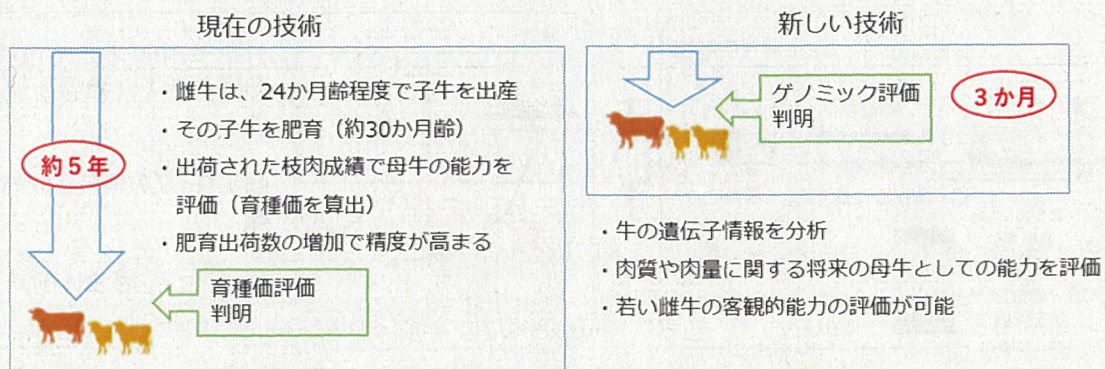 現在の技術
約5年
・雌牛は、24か月齢程度で子牛を出産
・その子牛を肥育（約30か月齢）
・出荷された枝肉成績で母牛の能力を
評価（育種価を算出）
・肥育出荷数の増加で精度が高まる
育種価評価
判明
新しい技術
ゲノミック評価
判明
3か月
・牛の遺伝子情報を分析
・肉質や肉量に関する将来の母牛としての能力を評価
・若い雌牛の客観的能力の評価が可能